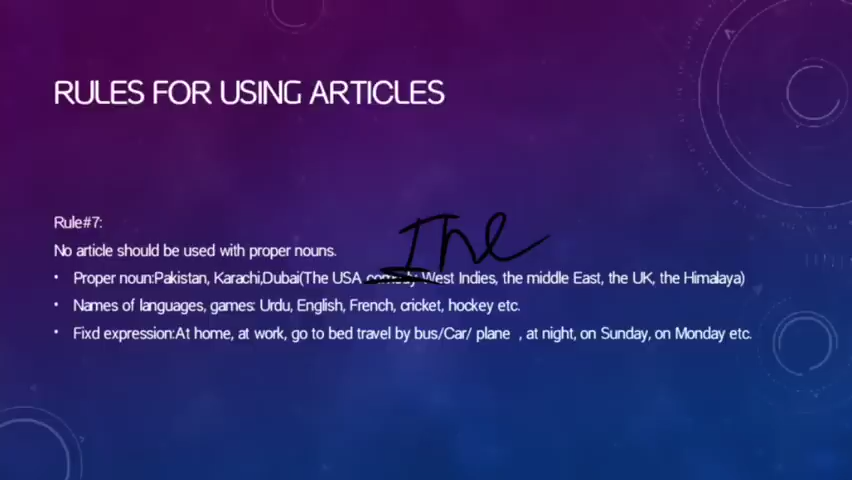 RULES FOR USING ARTICLES
The
Rule#7:
No article should be used with proper nouns.
• Proper noun:Pakistan, Karachi,Dubai(The USA comedy West Indies, the middle East, the UK, the Himalaya)
• Names of languages, games: Urdu, English, French, cricket, hockey etc.
• Fixd expression:At home, at work, go to bed travel by bus/Car/ plane , at night, on Sunday, on Monday etc.